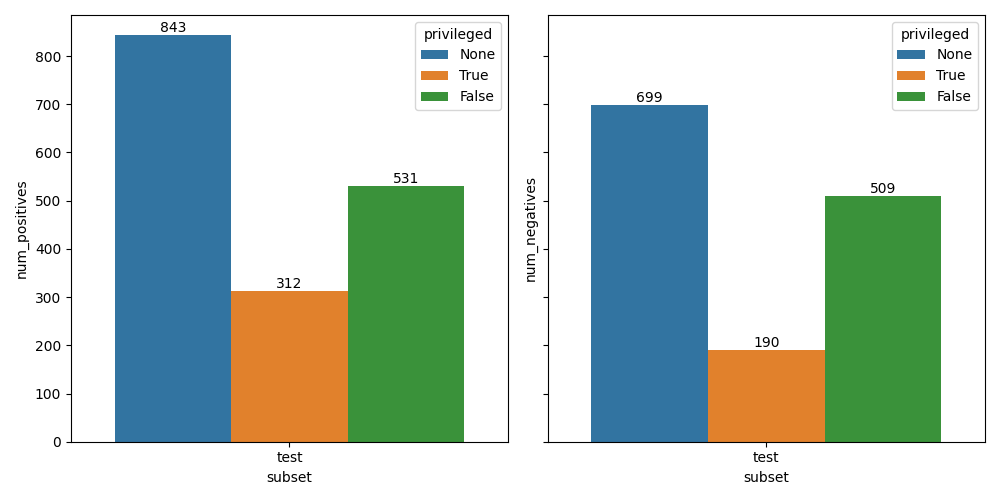 843
privileged
None
True
False
800
700
600
500
400
300
200
100
0
num_positives
531
312
test
subset
privileged
None
True
False
699
509
190
num_negatives
test
subset